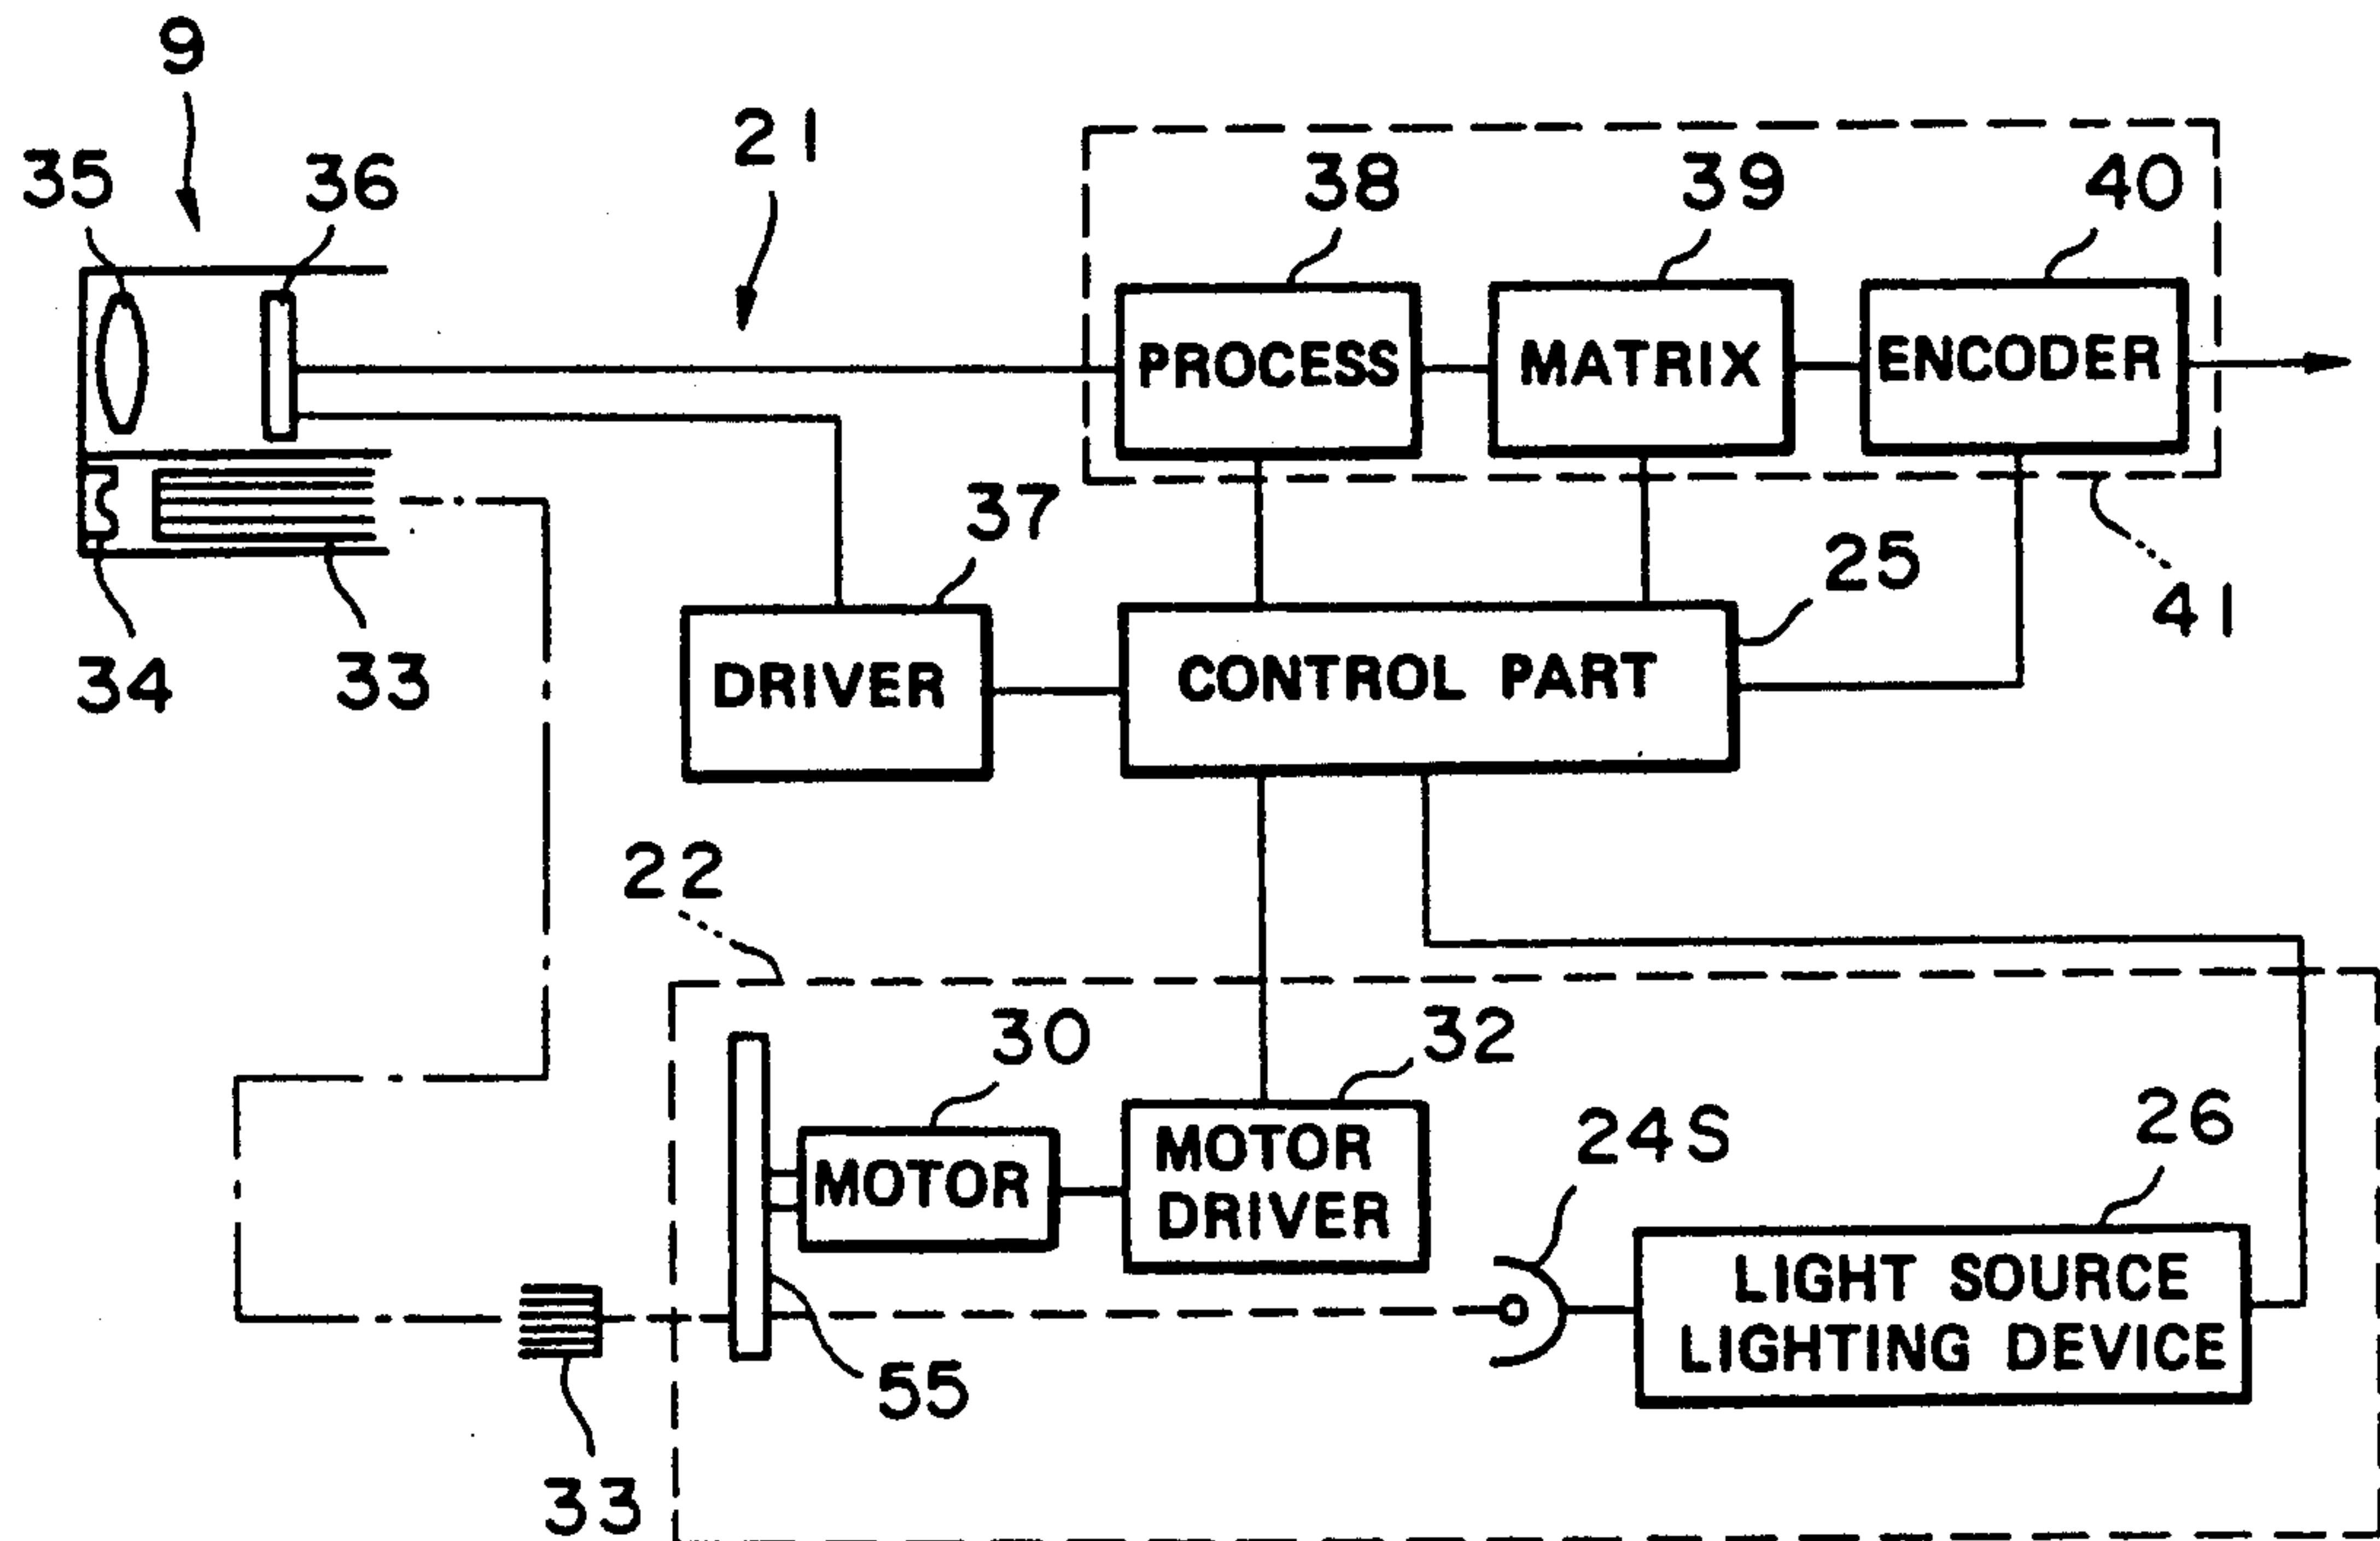 9
21
35
36
38
39
40
PROCESS
MATRIX
ENCODER
37
25
41
34
33
DRIVER
CONTROL PART
22
30
32
24S
26
MOTOR
MOTOR
DRIVER
LIGHT SOURCE
LIGHTING DEVICE
55
33